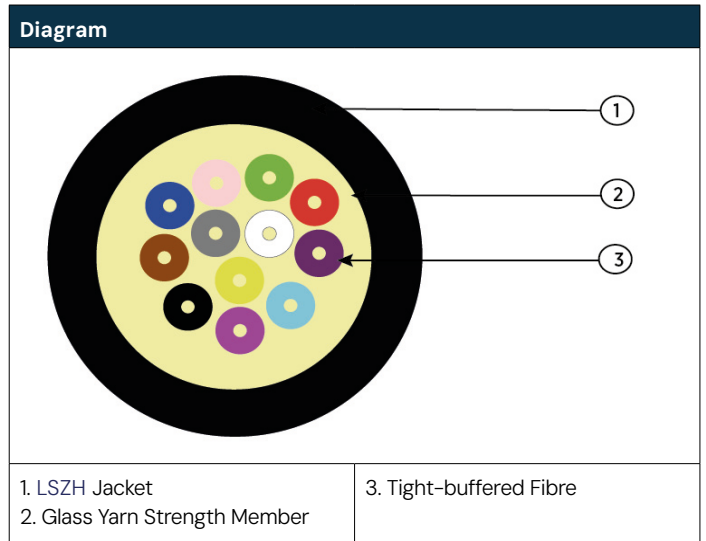 Diagram
1
2
3
1. LSZH Jacket
2. Glass Yarn Strength Member
3. Tight-buffered Fibre